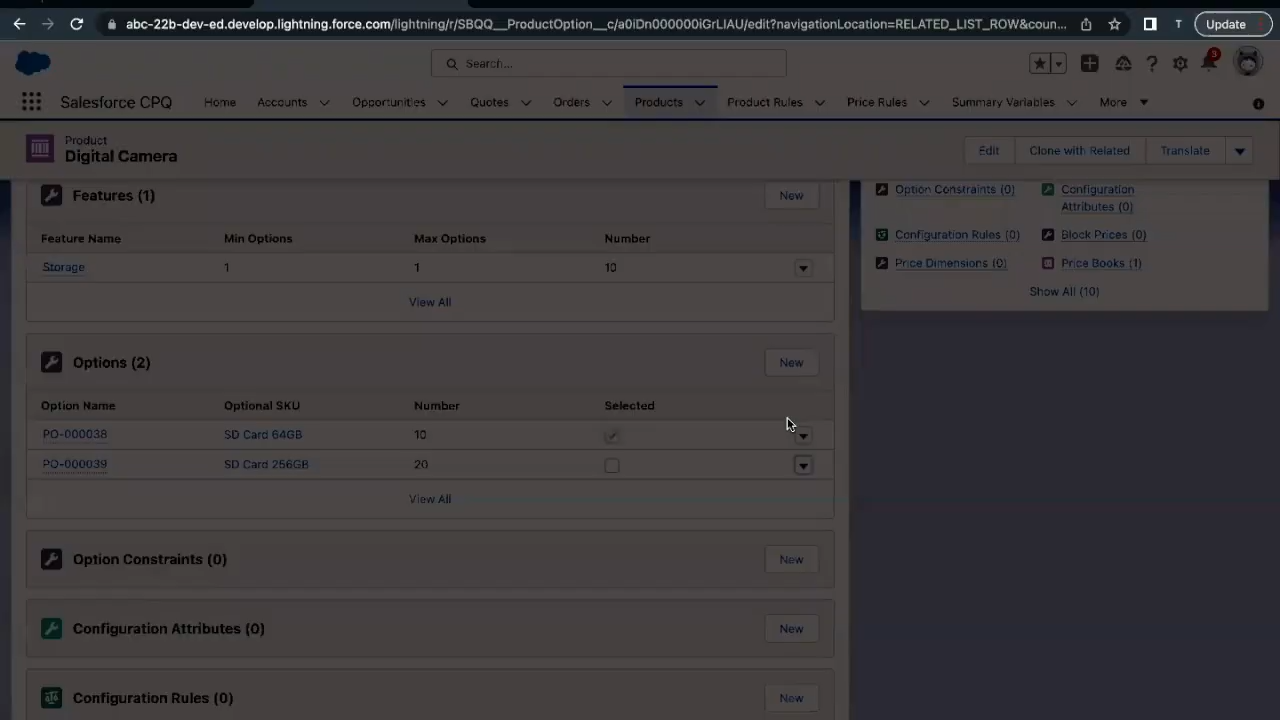 abc-22b-dev-ed.develop.lightning.force.com/lightning/r/SBQQ__ProductOption__c/a0iDn000000iGrLIAU/edit?navigationLocation=RELATED_LIST_ROW&coun...
T
Update
Search...
3
Salesforce CPQ Home Accounts Opportunities Quotes Orders Products Product Rules Price Rules Summary Variables More
Product
Digital Camera
Edit Clone with Related Translate
Features (1) New
Feature Name Min Options Max Options Number
Storage 1 1 10
View All
Options (2) New
Option Name Optional SKU Number Selected
PO-000038 SD Card 64GB 10
PO-000039 SD Card 256GB 20
View All
Option Constraints (0) New
Configuration Attributes (0) New
Configuration Rules (0) New
Option Constraints (0) Configuration Attributes (0)
Configuration Rules (0) Block Prices (0)
Price Dimensions (0) Price Books (1)
Show All (10)